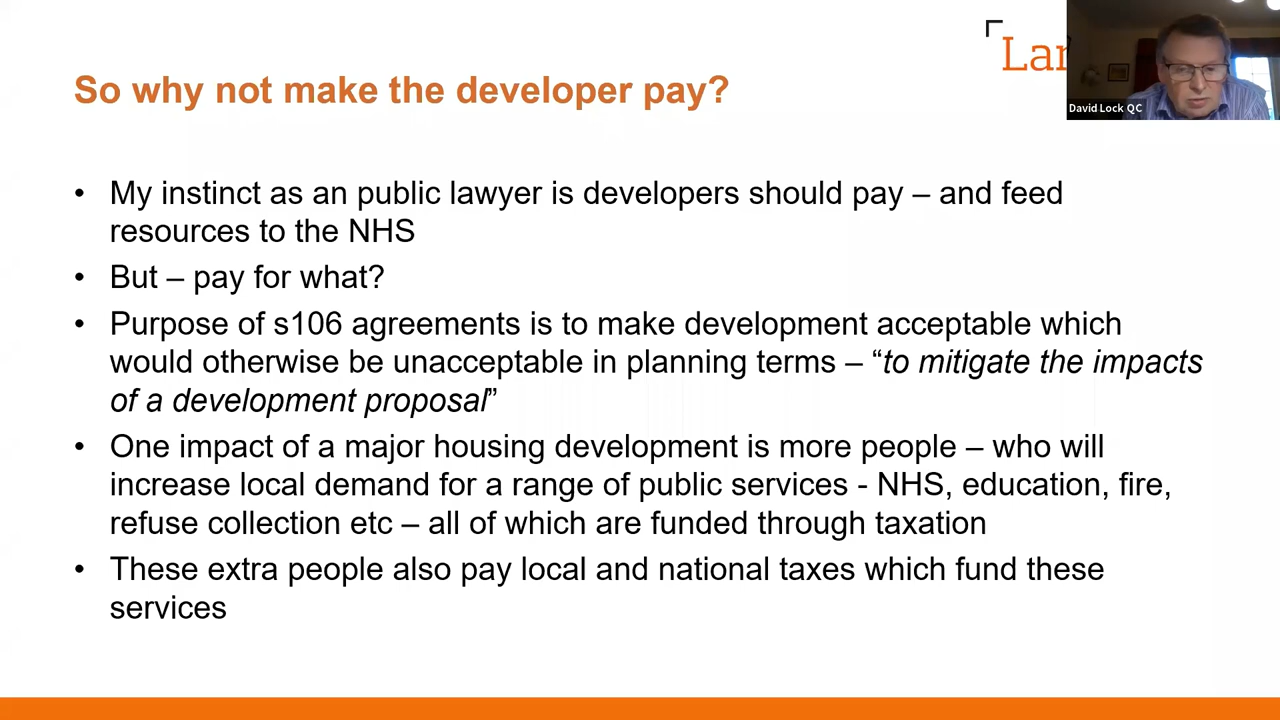 So why not make the developer pay?
David Lock QC
• My instinct as an public lawyer is developers should pay – and feed
resources to the NHS
• But – pay for what?
• Purpose of s106 agreements is to make development acceptable which
would otherwise be unacceptable in planning terms – “to mitigate the impacts
of a development proposal”
• One impact of a major housing development is more people – who will
increase local demand for a range of public services - NHS, education, fire,
refuse collection etc – all of which are funded through taxation
• These extra people also pay local and national taxes which fund these
services